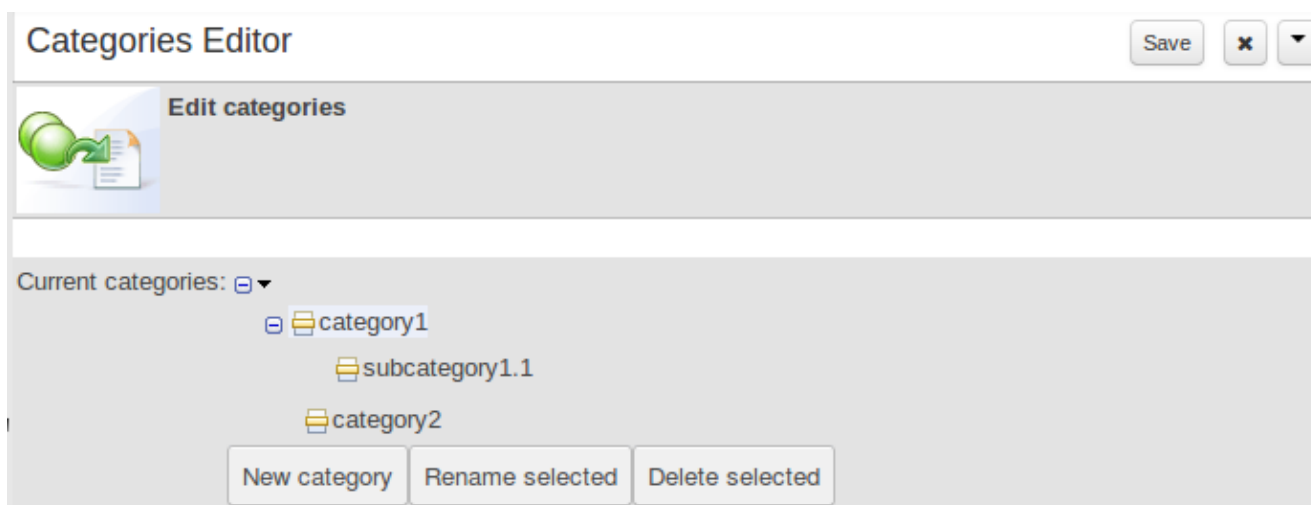 Categories Editor
Save
Edit categories
Current categories:
category1
subcategory1.1
category2
New category Rename selected Delete selected